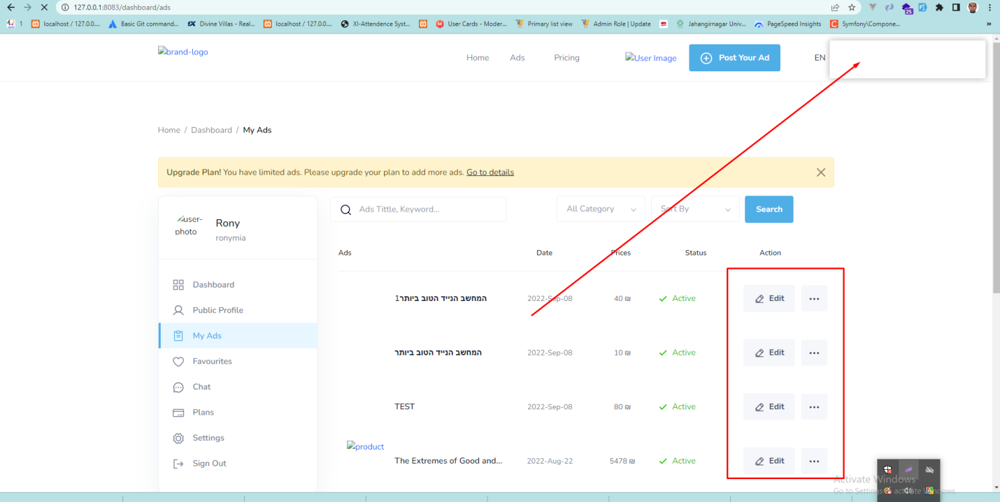 127.0.0.1:8083/dashboard/ads
25
1
localhost / 127.0.0....
Basic Git command...
Divine Villas - Real...
localhost / 127.0.0....
XI-Attendence Syst...
User Cards - Moder...
Primary list view
Admin Role | Update
Jahangirnagar Univ...
PageSpeed Insights
Symfony\Compone...
»
brand-logo
Home
Ads
Pricing
User Image
Post Your Ad
EN
Home / Dashboard / My Ads
Upgrade Plan! You have limited ads. Please upgrade your plan to add more ads. Go to details
user-photo
Rony
ronymia
Dashboard
Public Profile
My Ads
Favourites
Chat
Plans
Settings
Sign Out
Ads Tittle, Keyword...
All Category
Sort By
Search
Ads Date Prices Status Action
המחשב הנייד הטוב ביותר1 2022-Sep-08 40 ₪ Active Edit
המחשב הנייד הטוב ביותר 2022-Sep-08 10 ₪ Active Edit
TEST 2022-Sep-08 80 ₪ Active Edit
product
The Extremes of Good and... 2022-Aug-22 5478 ₪ Active Edit
Activate Windows
Go to Settings to activate Windows.